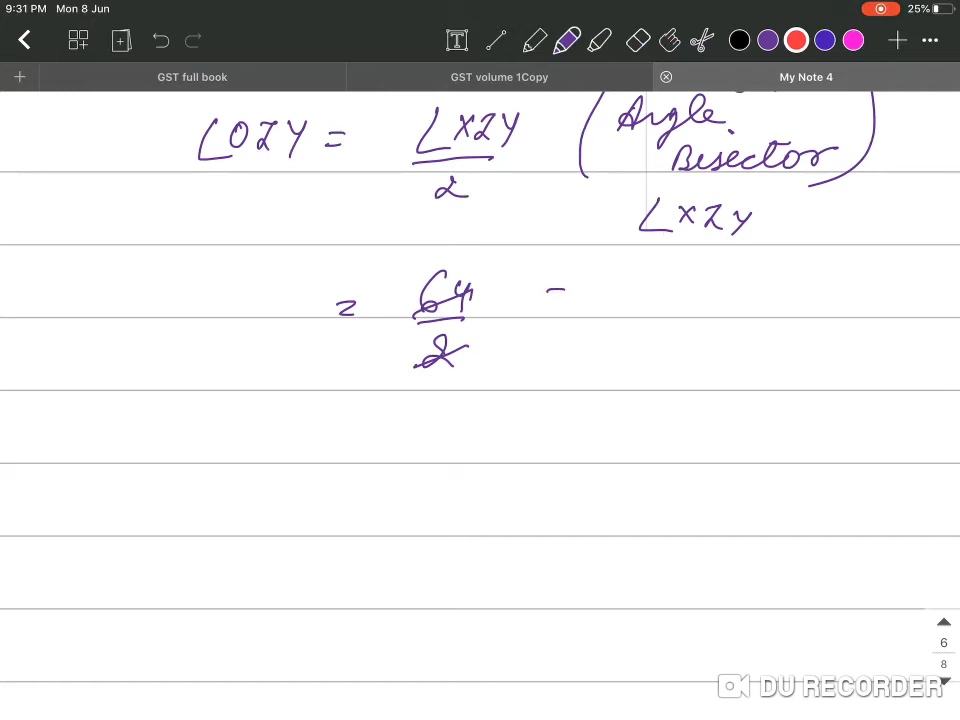 9:31 PM Mon 8 Jun 25%
GST full book GST volume 1Copy My Note 4
∠OZY = ∠XZY (Angle
2 Bisector)
∠XZY
= 64 =
2
6
8
DU RECORDER